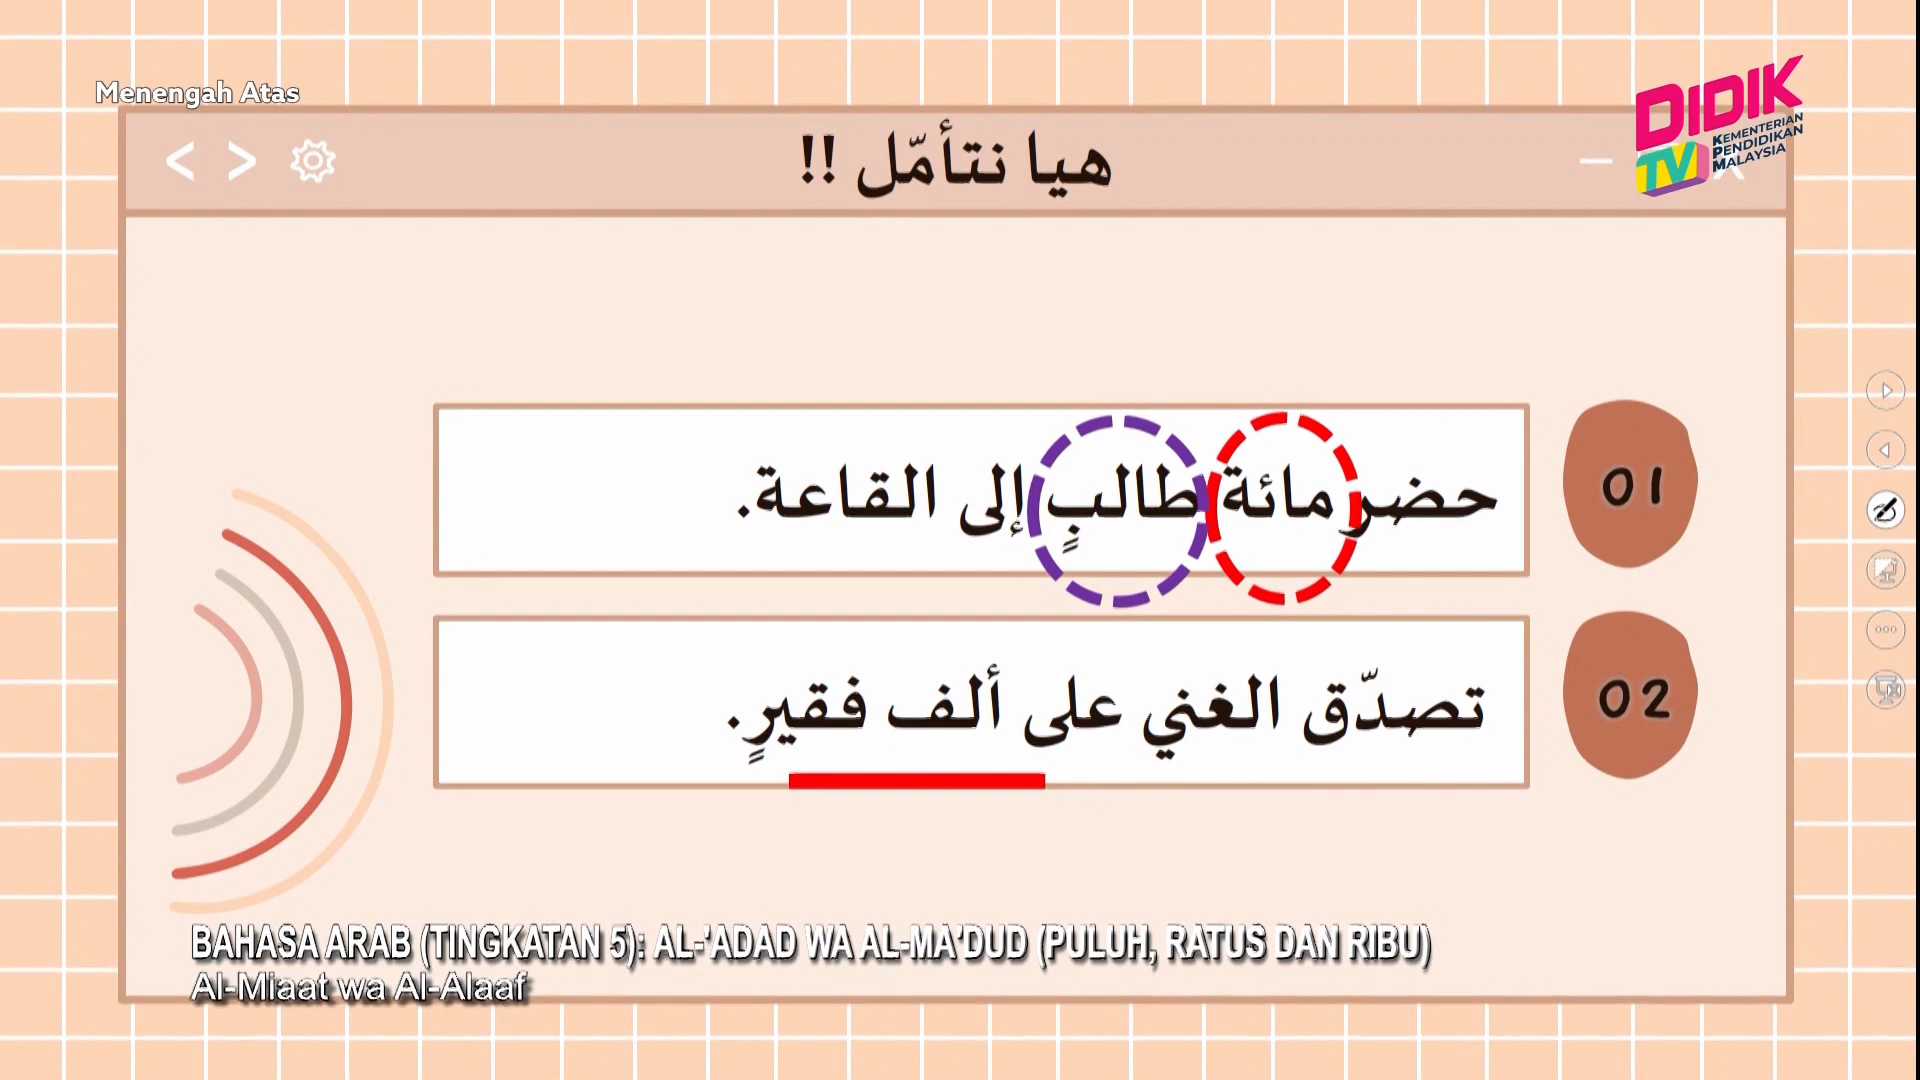 Menengah Atas
DIDIK
TV
KEMENTERIAN
PENDIDIKAN
MALAYSIA
هيا نتأمّل !!
01
حضر مائة طالبٍ إلى القاعة.
02
تصدّق الغني على ألف فقيرٍ.
BAHASA ARAB (TINGKATAN 5): AL-'ADAD WA AL-MA'DUD (PULUH, RATUS DAN RIBU)
Al-Miaat wa Al-Alaaf